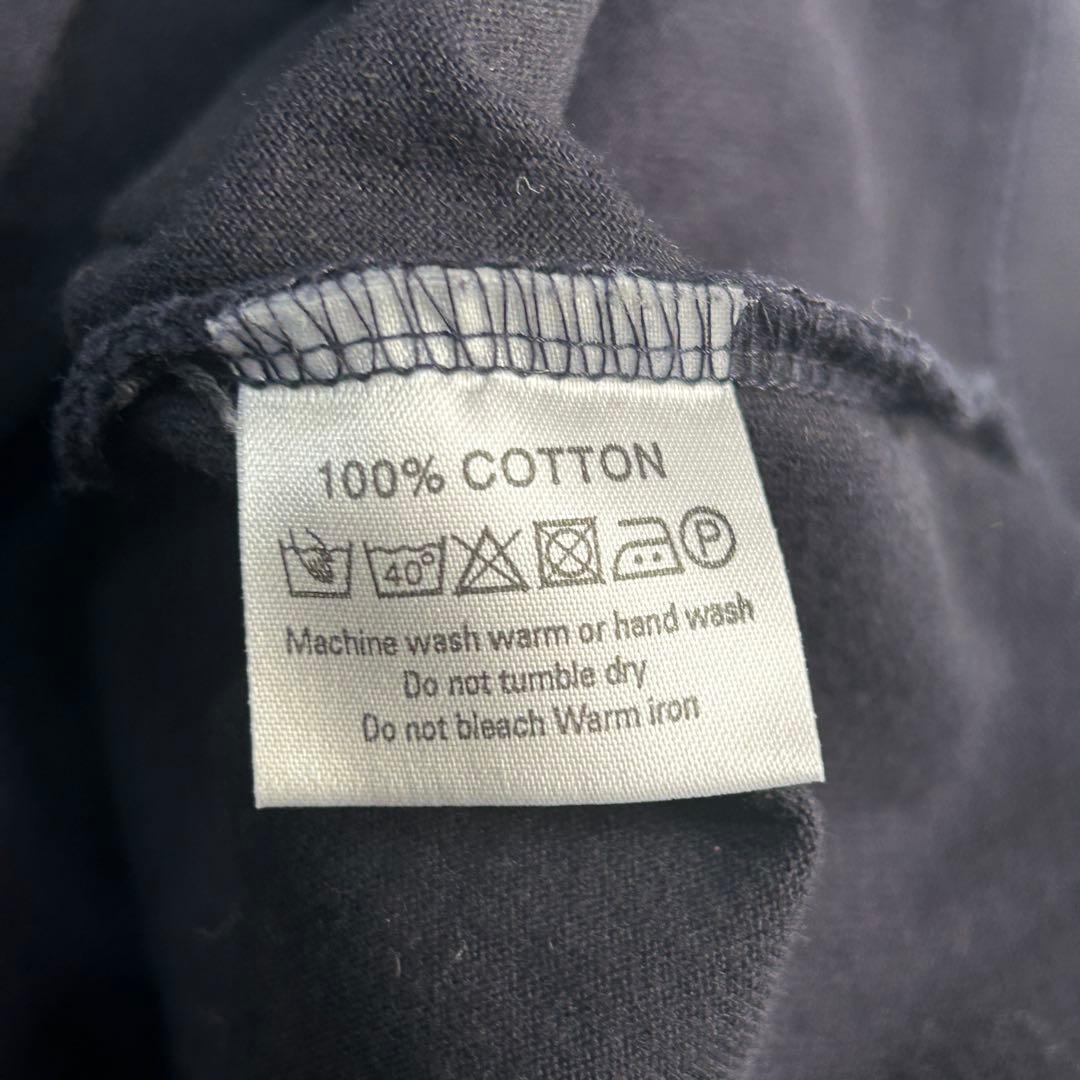 100% COTTON
40° P
Machine wash warm or hand wash
Do not tumble dry
Do not bleach Warm iron